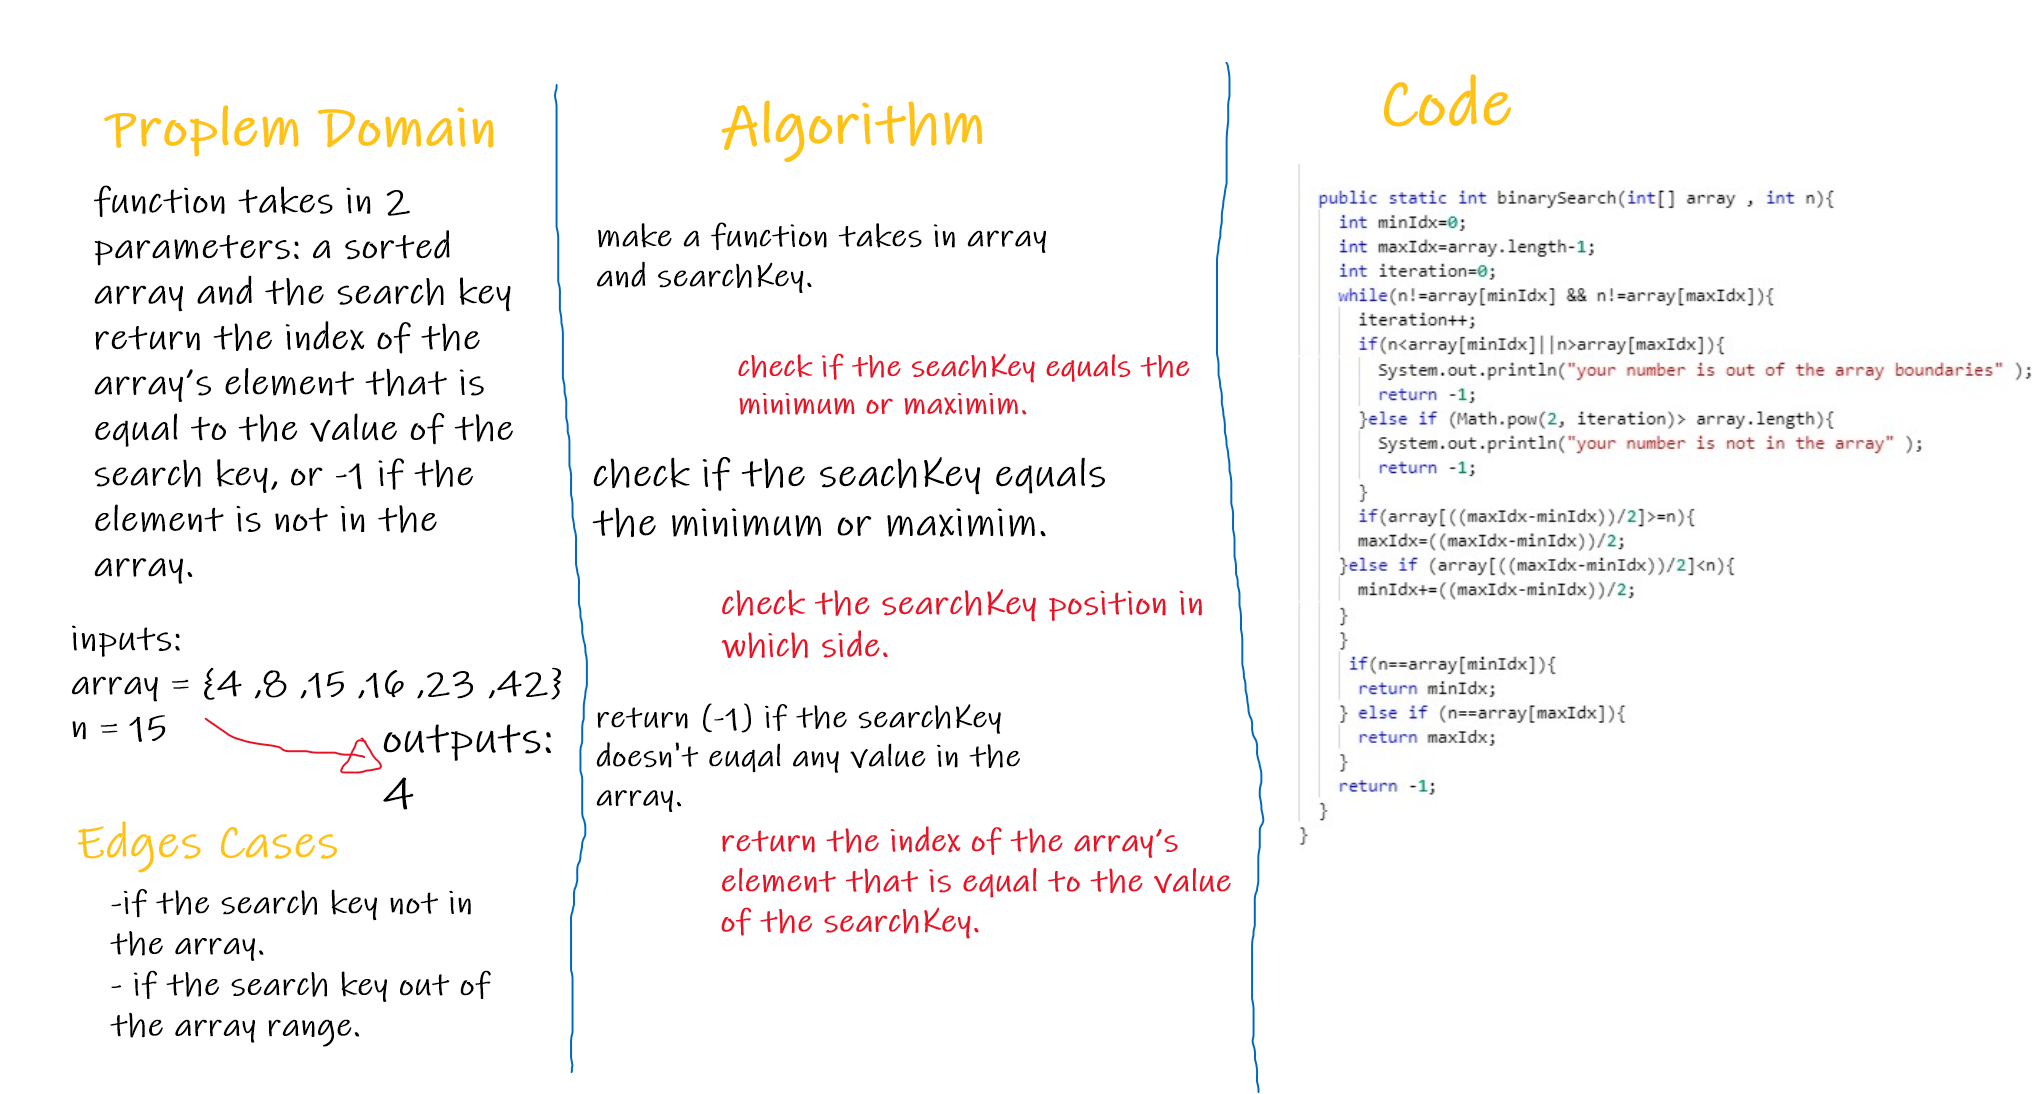 Proplem Domain
function takes in 2
parameters: a sorted
array and the search key
return the index of the
array's element that is
equal to the value of the
search key, or -1 if the
element is not in the
array.
inputs:
array = {4 ,8 ,15 ,16 ,23 ,42}
n = 15
outputs:
4
Edges Cases
-if the search key not in
the array.
- if the search key out of
the array range.
Algorithm
make a function takes in array
and searchKey.
check if the seachKey equals the
minimum or maximim.
check if the seachKey equals
the minimum or maximim.
check the searchKey position in
which side.
return (-1) if the searchKey
doesn't euqal any value in the
array.
return the index of the array's
element that is equal to the value
of the searchKey.
Code
public static int binarySearch(int[] array , int n){
int minIdx=0;
int maxIdx=array.length-1;
int iteration=0;
while(n!=array[minIdx] && n!=array[maxIdx]){
iteration++;
if(n<array[minIdx]||n>array[maxIdx]){
System.out.println("your number is out of the array boundaries" );
return -1;
}else if (Math.pow(2, iteration)> array.length){
System.out.println("your number is not in the array" );
return -1;
}
if(array[((maxIdx-minIdx))/2]>=n){
maxIdx=((maxIdx-minIdx))/2;
}else if (array[((maxIdx-minIdx))/2]<n){
minIdx+=((maxIdx-minIdx))/2;
}
}
if(n==array[minIdx]){
return minIdx;
} else if (n==array[maxIdx]){
return maxIdx;
}
return -1;
}
}